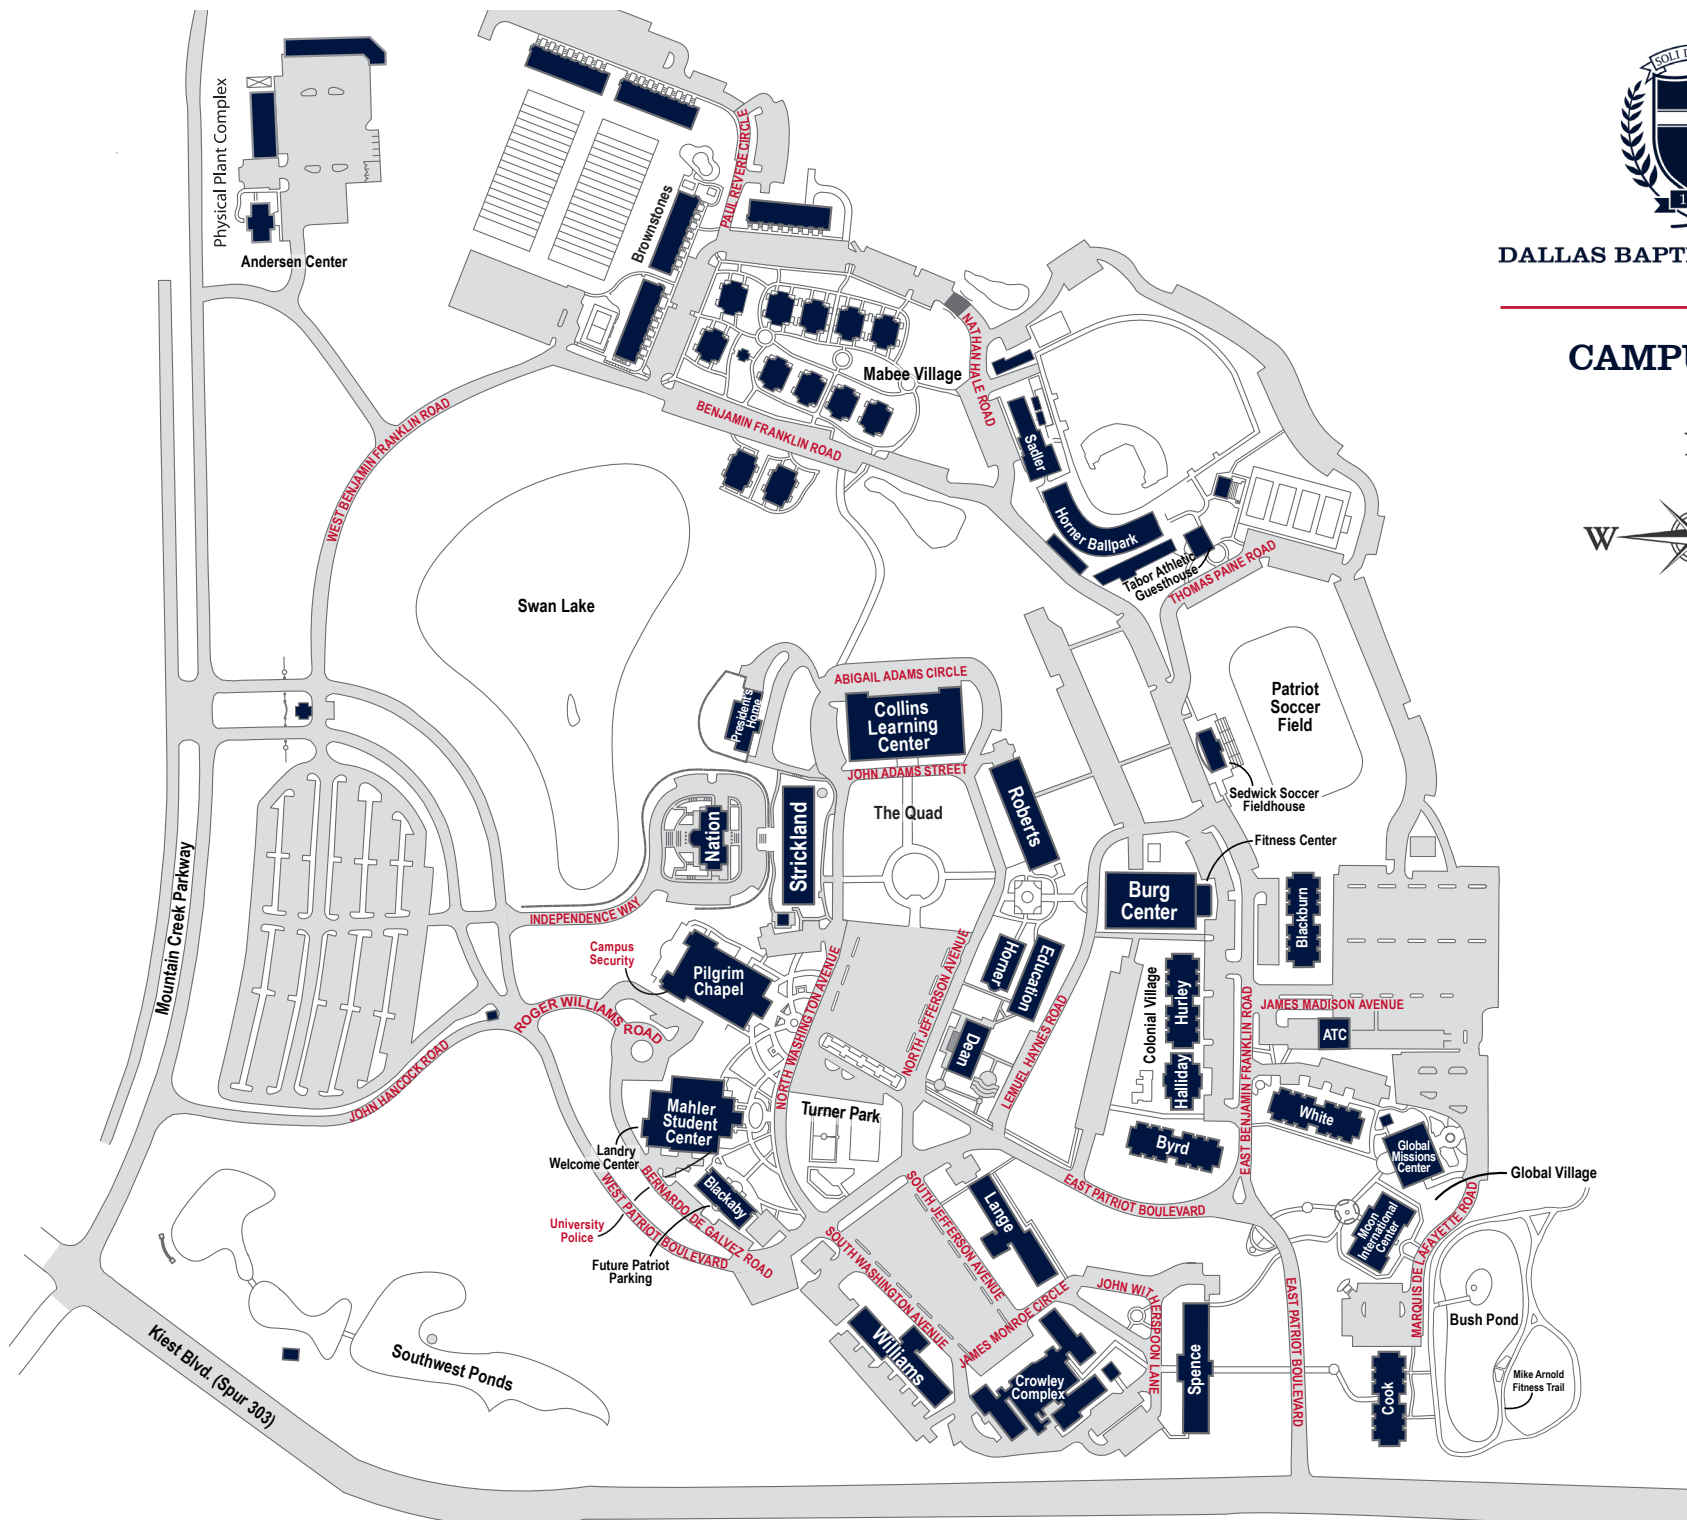 SOLI D
1
DALLAS BAPT
CAMPU
W
Physical Plant Complex
Andersen Center
PAUL REVERE CIRCLE
Brownstones
NATHAN HALE ROAD
Mabee Village
BENJAMIN FRANKLIN ROAD
WEST BENJAMIN FRANKLIN ROAD
Sadler
Horner Ballpark
Tabor Athletic
Guesthouse
THOMAS PAINE ROAD
Swan Lake
Patriot
Soccer
Field
Sedwick Soccer
Fieldhouse
President's
Home
ABIGAIL ADAMS CIRCLE
Collins
Learning
Center
JOHN ADAMS STREET
The Quad
Roberts
Nation
Strickland
Fitness Center
Burg
Center
Blackburn
Mountain Creek Parkway
INDEPENDENCE WAY
Campus
Security
Pilgrim
Chapel
NORTH WASHINGTON AVENUE
NORTH JEFFERSON AVENUE
Horner
Education
Dean
LEMUEL HAYNES ROAD
Colonial Village
Hurley
Halliday
EAST BENJAMIN FRANKLIN ROAD
JAMES MADISON AVENUE
ATC
ROGER WILLIAMS ROAD
JOHN HANCOCK ROAD
Mahler
Student
Center
Turner Park
Landry
Welcome Center
BERNARDO DE GALVEZ ROAD
WEST PATRIOT BOULEVARD
Blackaby
University
Police
Future Patriot
Parking
White
Byrd
Global
Missions
Center
Global Village
Moon
International
Center
MARQUIS DE LAFAYETTE ROAD
EAST PATRIOT BOULEVARD
SOUTH JEFFERSON AVENUE
Lange
SOUTH WASHINGTON AVENUE
JAMES MONROE CIRCLE
JOHN WITHERSPOON LANE
EAST PATRIOT BOULEVARD
Bush Pond
Mike Arnold
Fitness Trail
Williams
Crowley
Complex
Spence
Cook
Southwest Ponds
Kiest Blvd. (Spur 303)